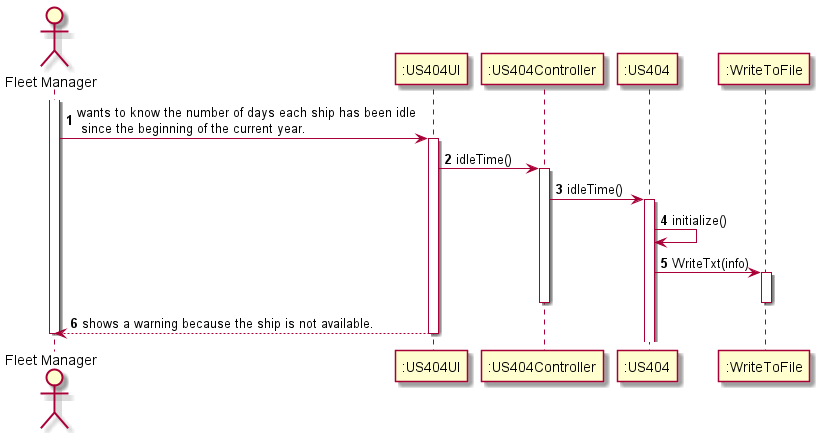 Fleet Manager
:US404UI
:US404Controller
:US404
:WriteToFile
1 wants to know the number of days each ship has been idle
since the beginning of the current year.
2 idleTime()
3 idleTime()
4 initialize()
5 WriteTxt(info)
6 shows a warning because the ship is not available.
Fleet Manager
:US404UI
:US404Controller
:US404
:WriteToFile